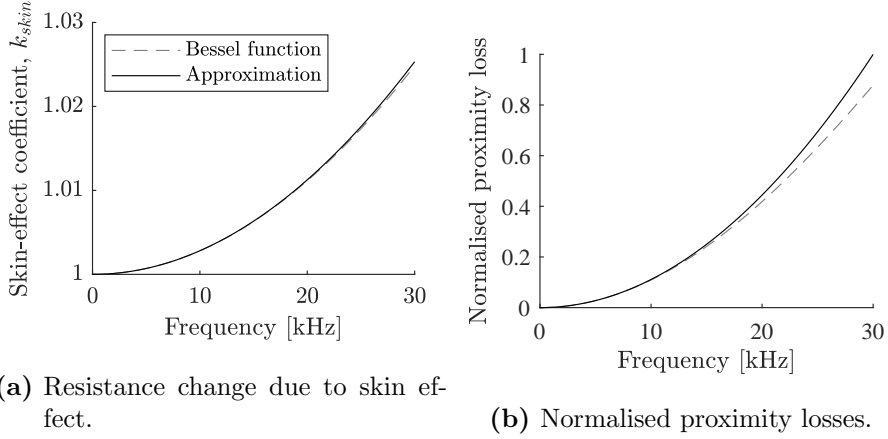 1.03
1.02
1.01
1
Skin-effect coefficient, k_skin
Bessel function
Approximation
0 10 20 30
Frequency [kHz]
(a) Resistance change due to skin ef-
fect.
1
0.8
0.6
0.4
0.2
0
Normalised proximity loss
0 10 20 30
Frequency [kHz]
(b) Normalised proximity losses.